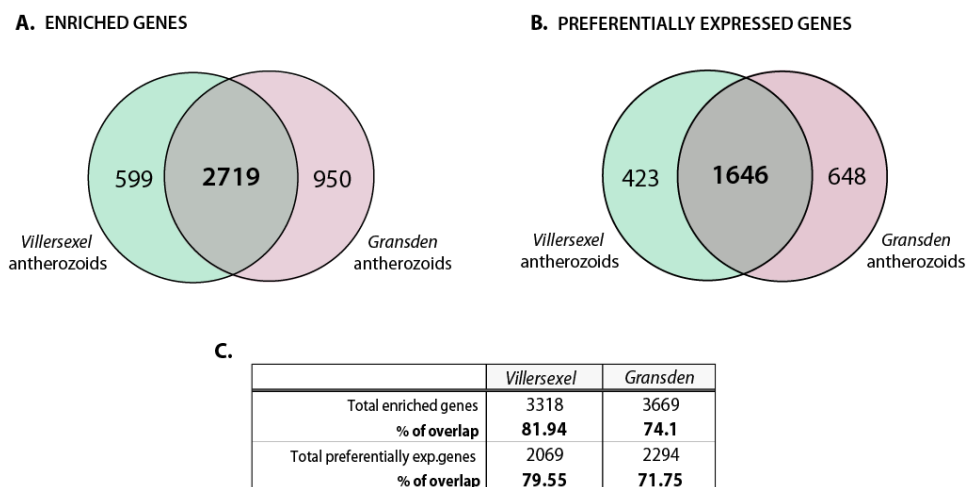 A. ENRICHED GENES
599
2719
950
Villersexel
antherozoids
Gransden
antherozoids
B. PREFERENTIALLY EXPRESSED GENES
423
1646
648
Villersexel
antherozoids
Gransden
antherozoids
C.
Villersexel Gransden
Total enriched genes 3318 3669
% of overlap 81.94 74.1
Total preferentially exp.genes 2069 2294
% of overlap 79.55 71.75